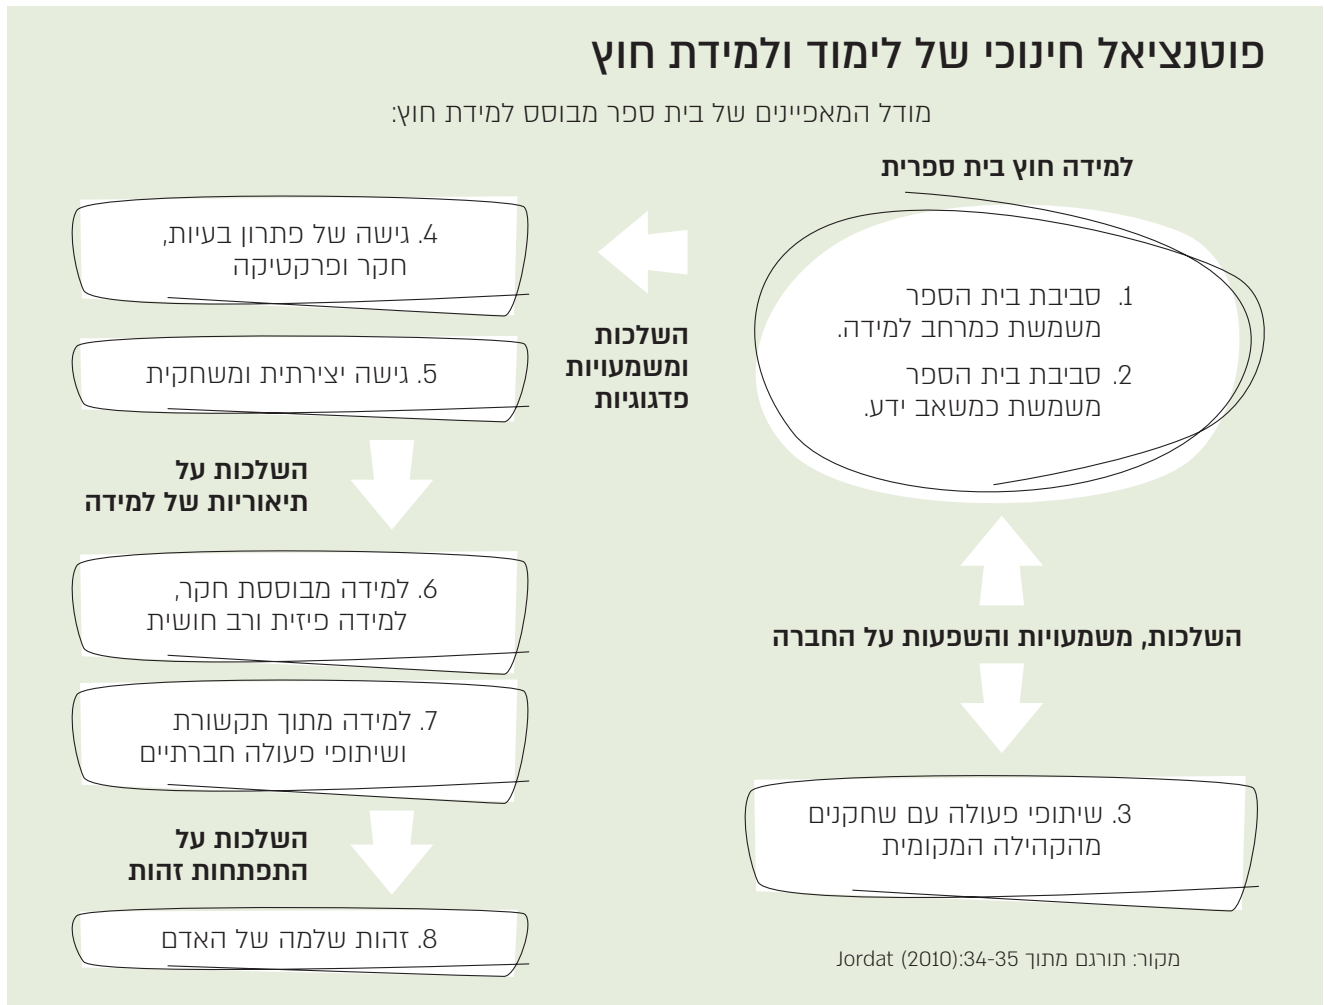 פוטנציאל חינוכי של לימוד ולמידת חוץ
מודל המאפיינים של בית ספר מבוסס למידת חוץ:
למידה חוץ בית ספרית
1. סביבת בית הספר
משמשת כמרחב למידה.
2. סביבת בית הספר
משמשת כמשאב ידע.
השלכות, משמעויות והשפעות על החברה
3. שיתופי פעולה עם שחקנים
מהקהילה המקומית
השלכות
ומשמעויות
פדגוגיות
4. גישה של פתרון בעיות,
חקר ופרקטיקה
5. גישה יצירתית ומשחקית
השלכות על
תיאוריות של למידה
6. למידה מבוססת חקר,
למידה פיזית ורב חושית
7. למידה מתוך תקשורת
ושיתופי פעולה חברתיים
השלכות על
התפתחות זהות
8. זהות שלמה של האדם
מקור: תורגם מתוך Jordat (2010):34-35